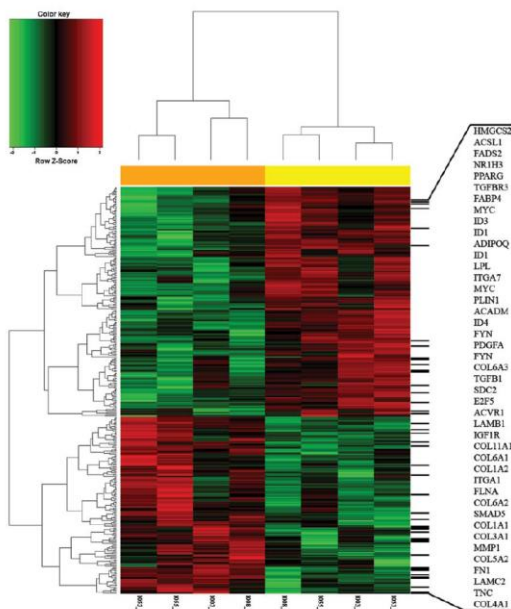 Color key
Row Z-Score
HMGCS2
ACSL1
FADS2
NR1H3
PPARG
TGFBR3
FABP4
MYC
ID3
ID1
ADIPOQ
ID1
LPL
ITGA7
MYC
PLIN1
ACADM
ID4
FYN
PDGFA
FYN
COL6A3
TGFB1
SDC2
E2F5
ACVR1
LAMB1
IGF1R
COL11A1
COL6A1
COL1A2
ITGA1
FLNA
COL6A2
SMAD5
COL1A1
COL3A1
MMP1
COL5A2
FN1
LAMC2
TNC
COL4A1